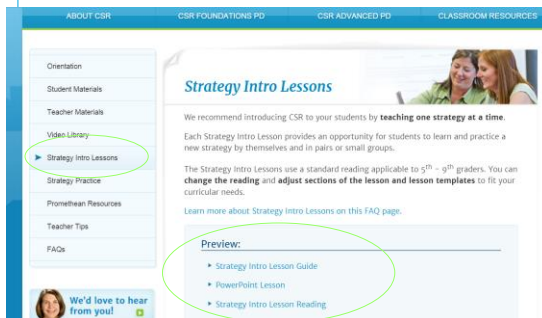 ABOUT CSR
CSR FOUNDATIONS PD
CSR ADVANCED PD
CLASSROOM RESOURCES
Orientation
Student Materials
Teacher Materials
Video Library
Strategy Intro Lessons
Strategy Practice
Promethean Resources
Teacher Tips
FAQs
We'd love to hear
from you!
Strategy Intro Lessons
We recommend introducing CSR to your students by teaching one strategy at a time.
Each Strategy Intro Lesson provides an opportunity for students to learn and practice a
new strategy by themselves and in pairs or small groups.
The Strategy Intro Lessons use a standard reading applicable to 5th - 9th graders. You can
change the reading and adjust sections of the lesson and lesson templates to fit your
curricular needs.
Learn more about Strategy Intro Lessons on this FAQ page.
Preview:
Strategy Intro Lesson Guide
PowerPoint Lesson
Strategy Intro Lesson Reading